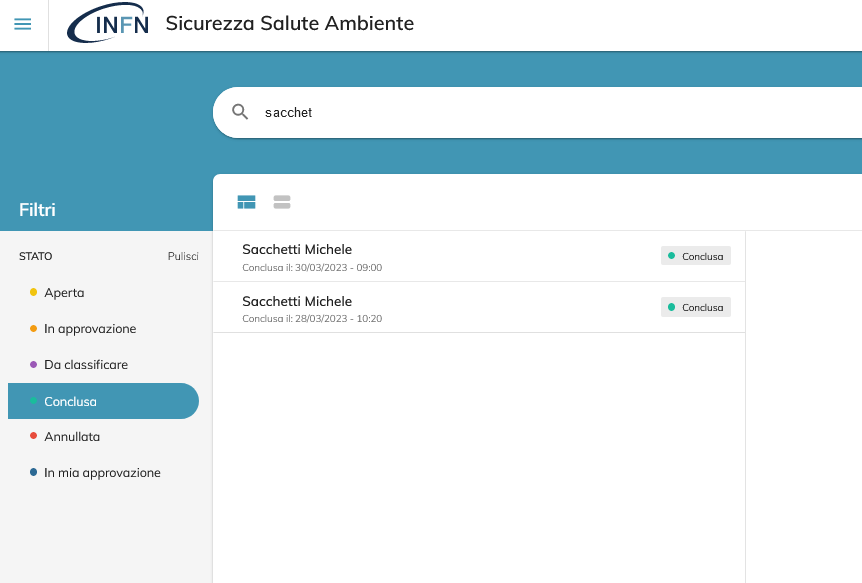 INFN
Sicurezza Salute Ambiente
sacchet
Filtri
STATO
Pulisci
Aperta
In approvazione
Da classificare
Conclusa
Annullata
In mia approvazione
Sacchetti Michele
Conclusa il: 30/03/2023 - 09:00
Conclusa
Sacchetti Michele
Conclusa il: 28/03/2023 - 10:20
Conclusa